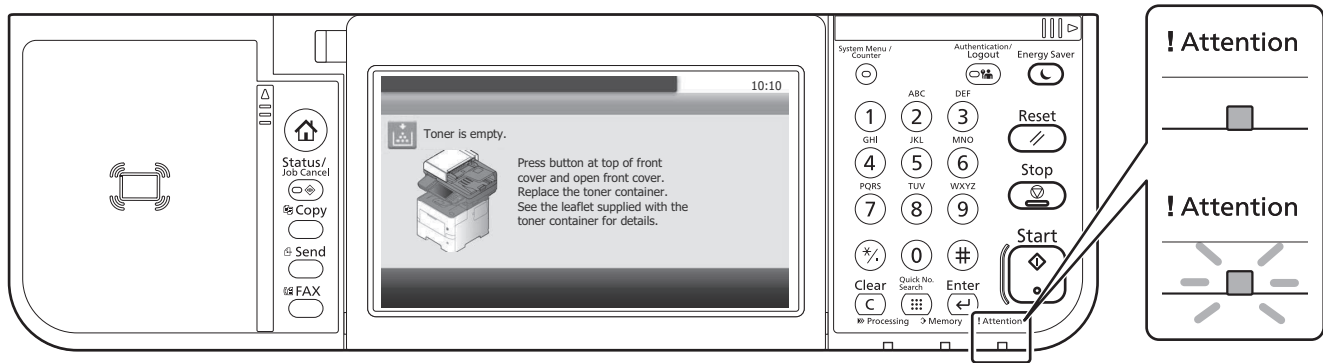 Status/
Job Cancel
Copy
Send
FAX
10:10
Toner is empty.
Press button at top of front
cover and open front cover.
Replace the toner container.
See the leaflet supplied with the
toner container for details.
System Menu /
Counter
Authentication/
Logout
Energy Saver
ABC DEF
1 2 3
Reset
GHI JKL MNO
4 5 6
Stop
PQRS TUV WXYZ
7 8 9
Start
*/. 0 #
Clear Quick No.
Search Enter
C
Processing Memory ! Attention
! Attention
! Attention